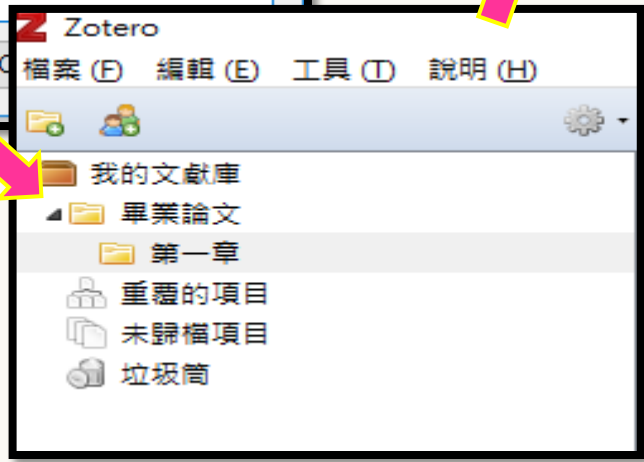 Zotero
檔案 (F) 編輯 (E) 工具 (T) 說明 (H)
我的文獻庫
畢業論文
第一章
重覆的項目
未歸檔項目
垃圾筒